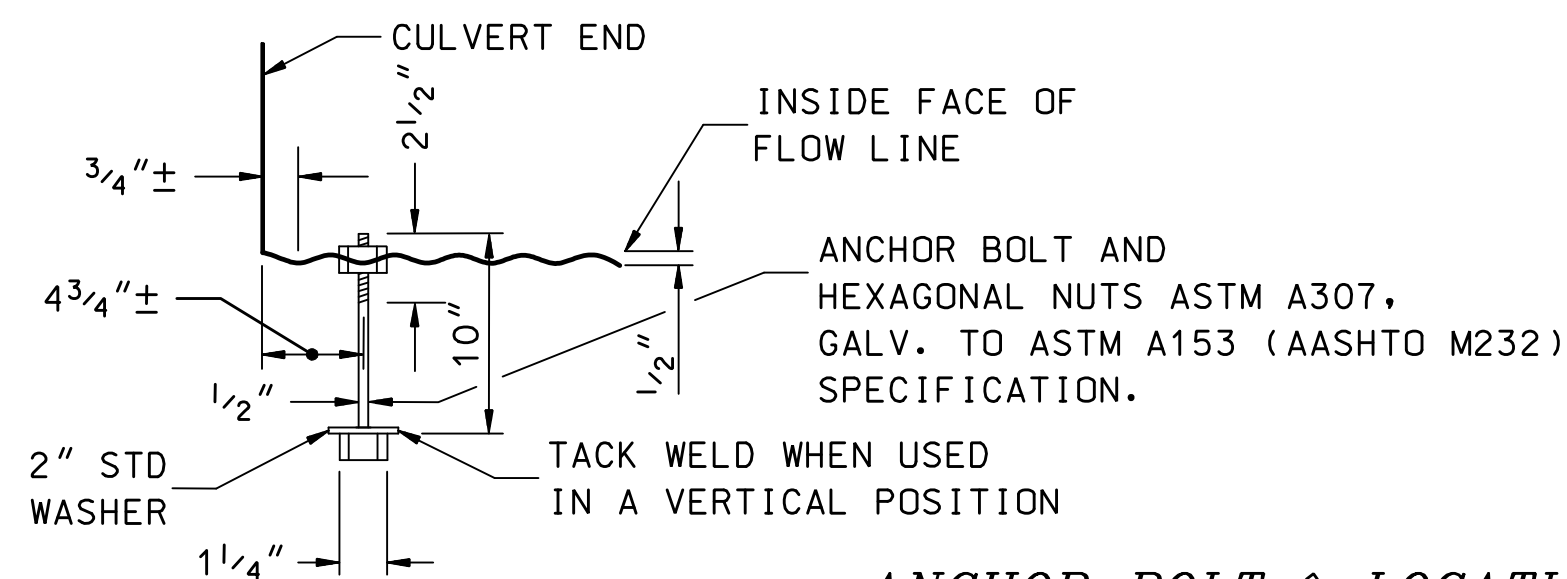 CULVERT END
2 1/2"
INSIDE FACE OF
FLOW LINE
3/4"±
ANCHOR BOLT AND
HEXAGONAL NUTS ASTM A307,
GALV. TO ASTM A153 (AASHTO M232)
SPECIFICATION.
4 3/4"±
10"
1/2"
1/2"
2" STD
WASHER
TACK WELD WHEN USED
IN A VERTICAL POSITION
1 1/4"
ANCHOR BOLT